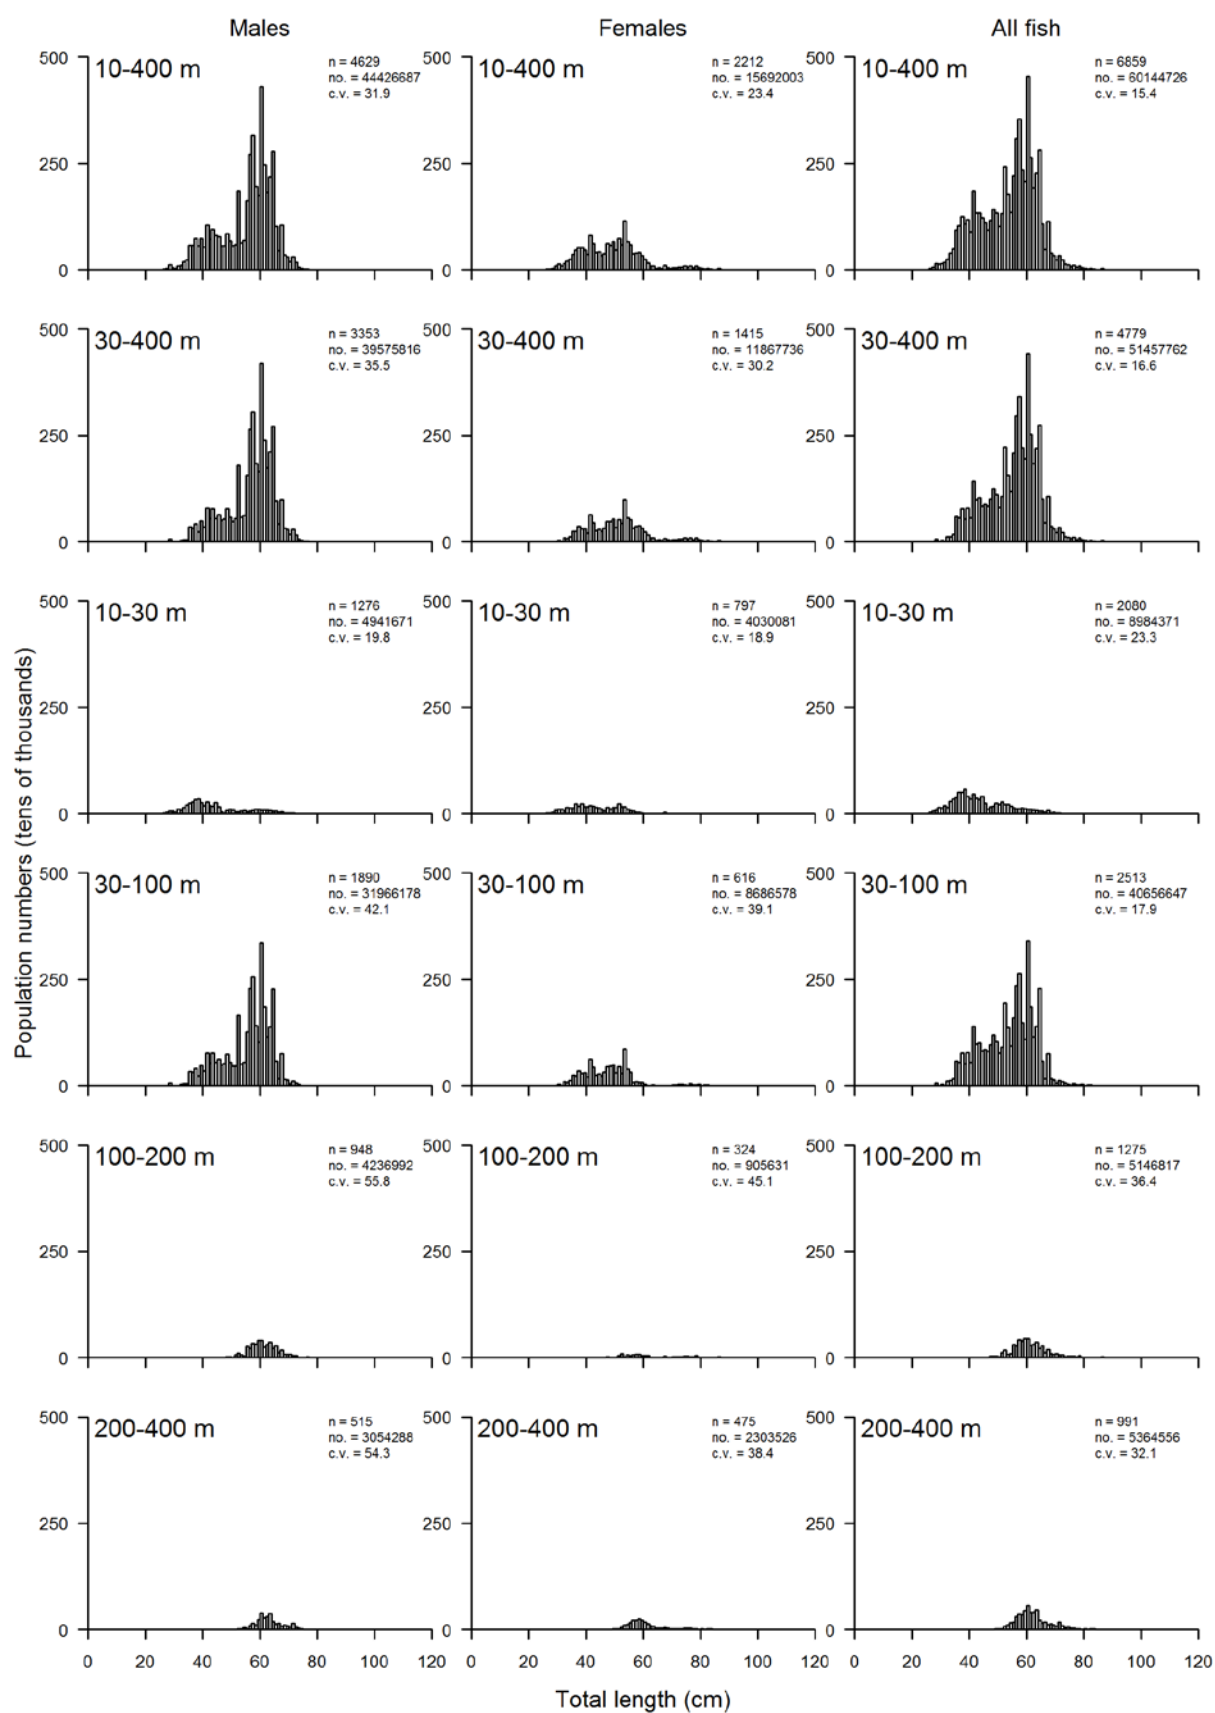 Males Females All fish
10-400 m
n = 4629
no. = 44426687
c.v. = 31.9
10-400 m
n = 2212
no. = 15692003
c.v. = 23.4
10-400 m
n = 6859
no. = 60144726
c.v. = 15.4
500 250 0
500 250 0
500 250 0
30-400 m
n = 3353
no. = 39575816
c.v. = 35.5
30-400 m
n = 1415
no. = 11867736
c.v. = 30.2
30-400 m
n = 4779
no. = 51457762
c.v. = 16.6
500 250 0
500 250 0
500 250 0
10-30 m
n = 1276
no. = 4941671
c.v. = 19.8
10-30 m
n = 797
no. = 4030081
c.v. = 18.9
10-30 m
n = 2080
no. = 8984371
c.v. = 23.3
500 250 0
500 250 0
500 250 0
30-100 m
n = 1890
no. = 31966178
c.v. = 42.1
30-100 m
n = 616
no. = 8686578
c.v. = 39.1
30-100 m
n = 2513
no. = 40656647
c.v. = 17.9
500 250 0
500 250 0
500 250 0
100-200 m
n = 948
no. = 4236992
c.v. = 55.8
100-200 m
n = 324
no. = 905631
c.v. = 45.1
100-200 m
n = 1275
no. = 5146817
c.v. = 36.4
500 250 0
500 250 0
500 250 0
200-400 m
n = 515
no. = 3054288
c.v. = 54.3
200-400 m
n = 475
no. = 2303526
c.v. = 38.4
200-400 m
n = 991
no. = 5364556
c.v. = 32.1
500 250 0
500 250 0
500 250 0
0 20 40 60 80 100 120
0 20 40 60 80 100 120
0 20 40 60 80 100 120
Total length (cm)
Population numbers (tens of thousands)